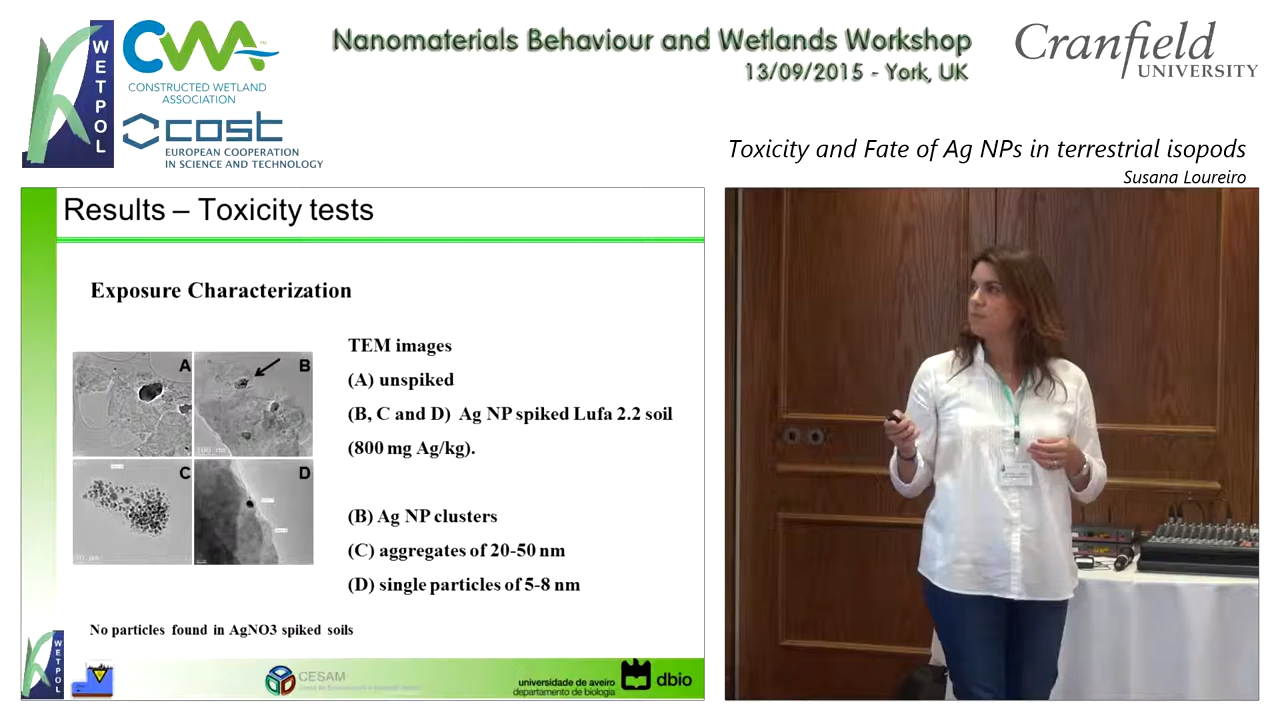 WETPOL
CWA
CONSTRUCTED WETLAND
ASSOCIATION
cost
EUROPEAN COOPERATION
IN SCIENCE AND TECHNOLOGY
Nanomaterials Behaviour and Wetlands Workshop
13/09/2015 - York, UK
Cranfield
UNIVERSITY
Toxicity and Fate of Ag NPs in terrestrial isopods
Susana Loureiro
Results – Toxicity tests
Exposure Characterization
A
B
C
D
TEM images
(A) unspiked
(B, C and D) Ag NP spiked Lufa 2.2 soil
(800 mg Ag/kg).
(B) Ag NP clusters
(C) aggregates of 20-50 nm
(D) single particles of 5-8 nm
No particles found in AgNO3 spiked soils
WETPOL
CESAM
universidade de aveiro
departamento de biologia
dbio